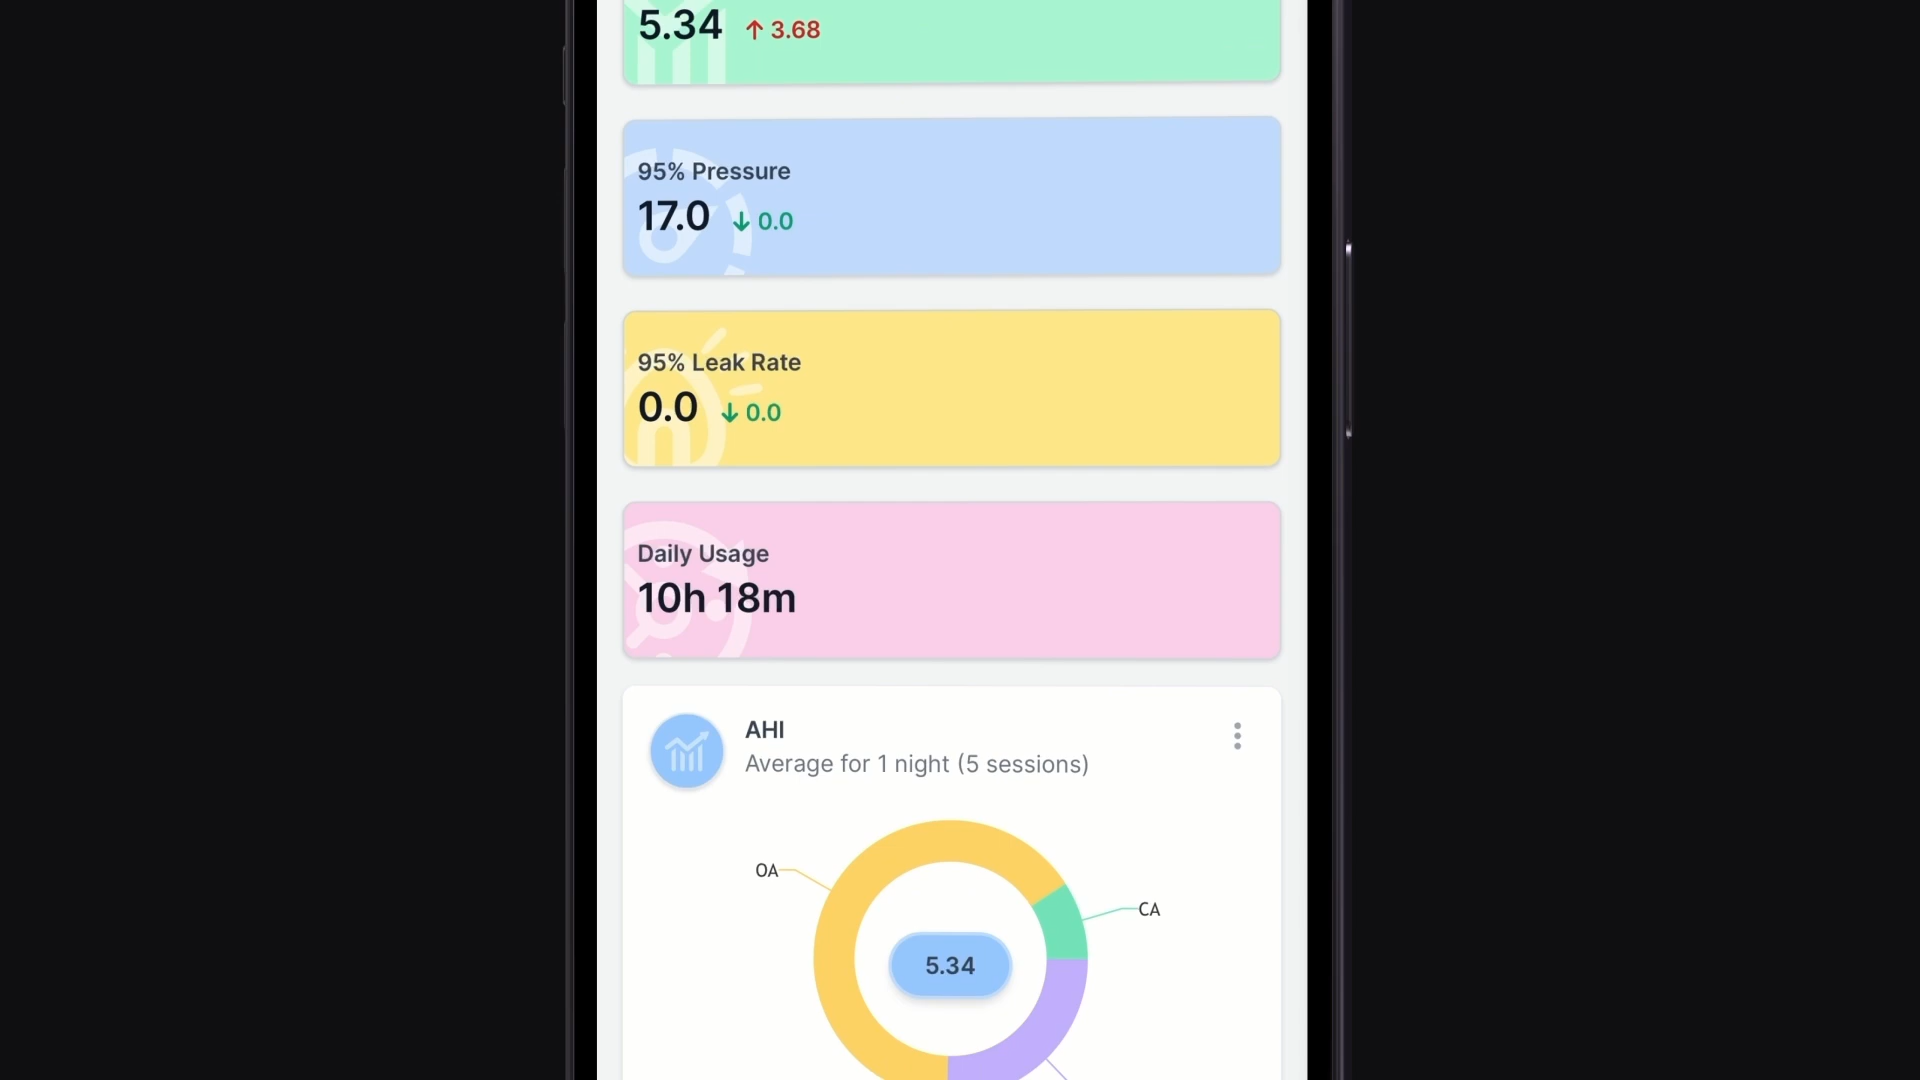 5.34 ↑ 3.68
95% Pressure
17.0 ↓ 0.0
95% Leak Rate
0.0 ↓ 0.0
Daily Usage
10h 18m
AHI
Average for 1 night (5 sessions)
OA
CA
5.34